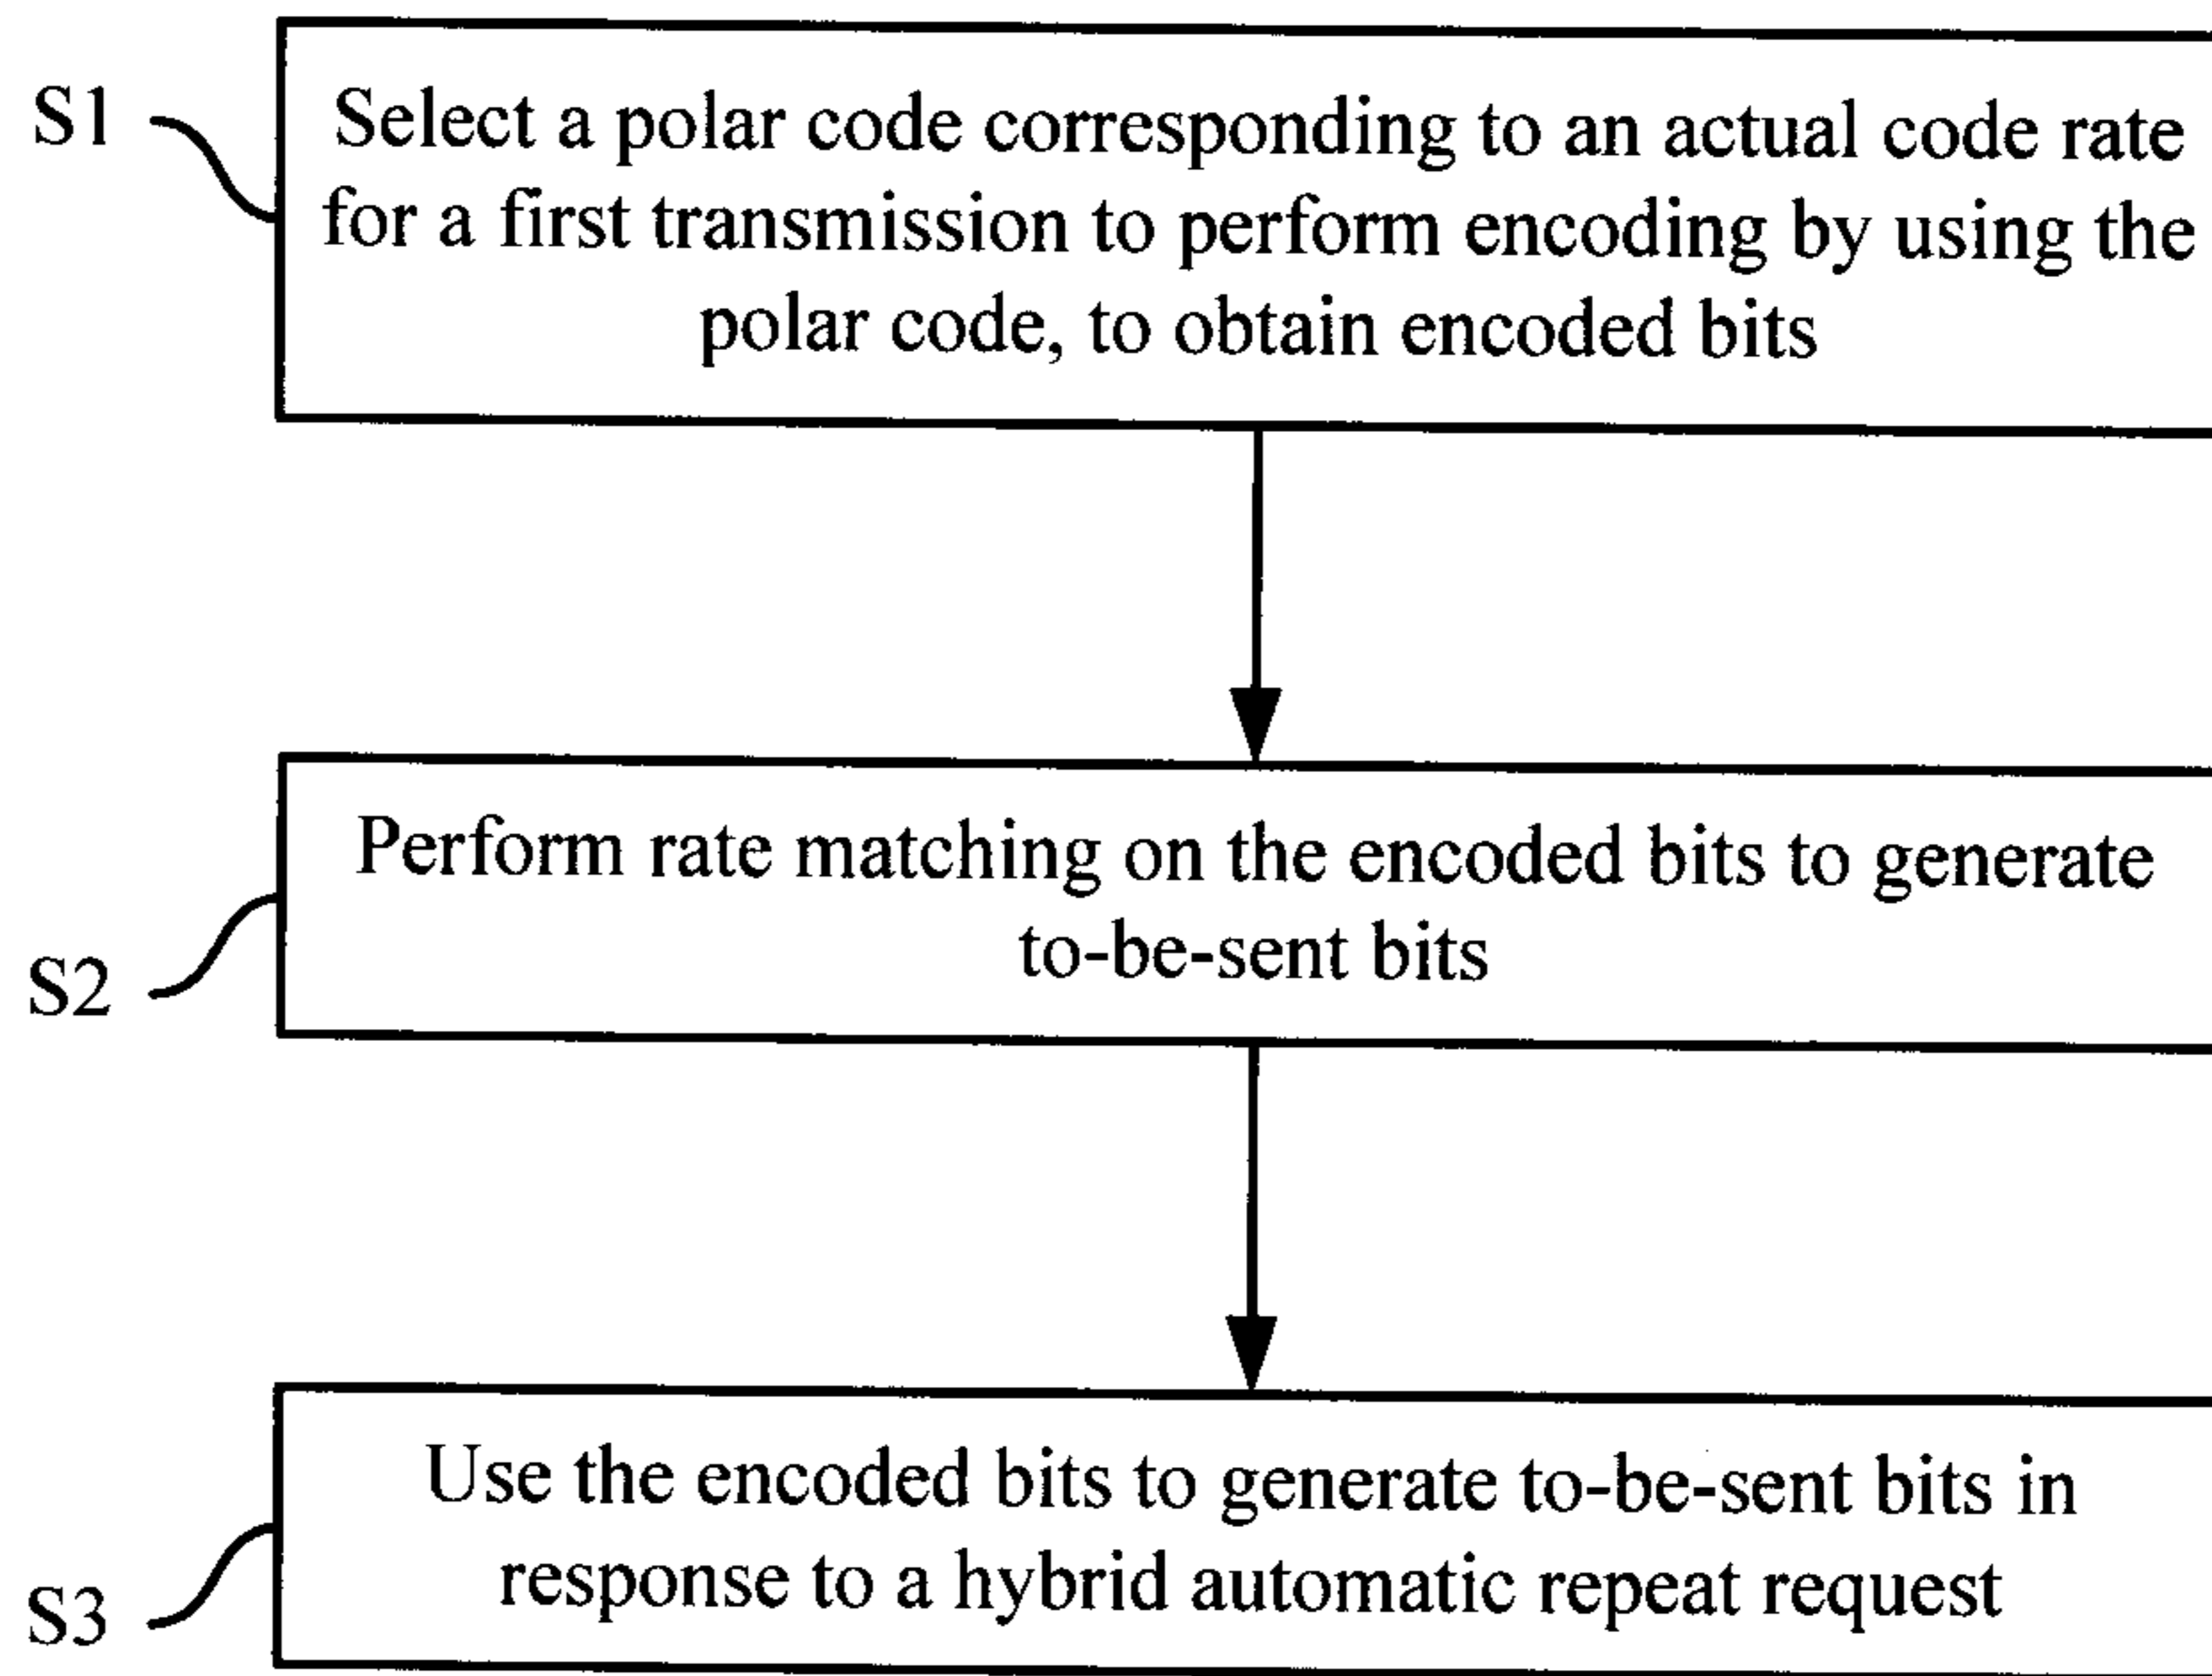 S1
Select a polar code corresponding to an actual code rate
for a first transmission to perform encoding by using the
polar code, to obtain encoded bits
Perform rate matching on the encoded bits to generate
to-be-sent bits
S2
Use the encoded bits to generate to-be-sent bits in
response to a hybrid automatic repeat request
S3